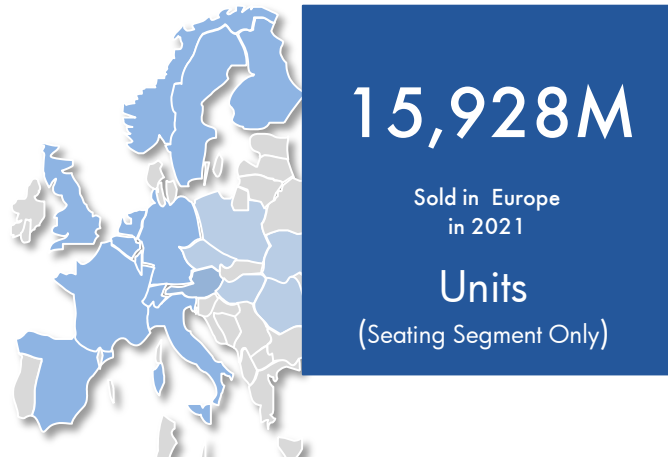 15,928M
Sold in Europe
in 2021
Units
(Seating Segment Only)